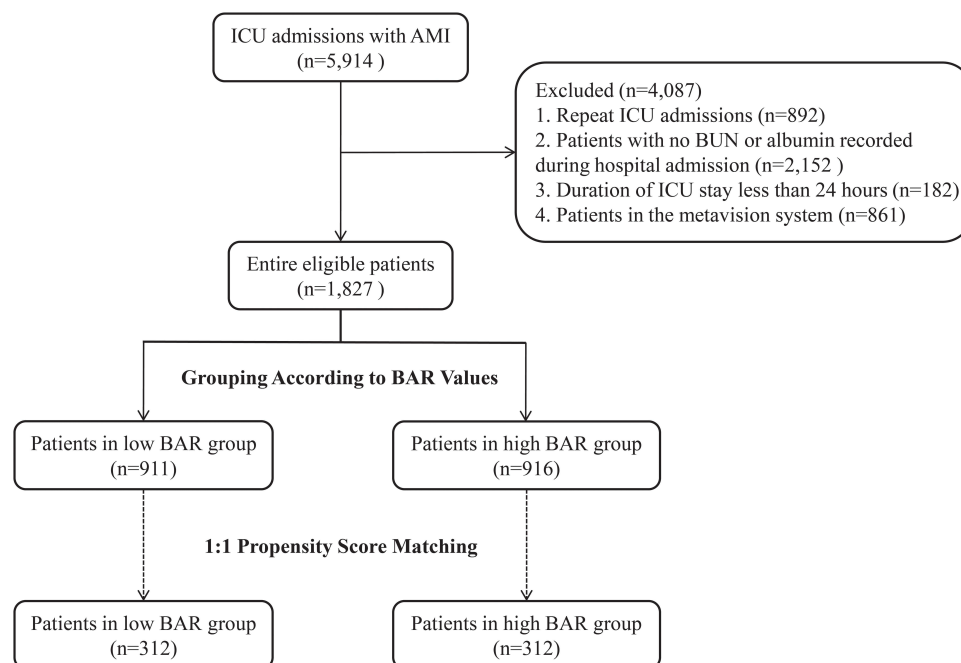 ICU admissions with AMI
(n=5,914 )
Excluded (n=4,087)
1. Repeat ICU admissions (n=892)
2. Patients with no BUN or albumin recorded
during hospital admission (n=2,152 )
3. Duration of ICU stay less than 24 hours (n=182)
4. Patients in the metavision system (n=861)
Entire eligible patients
(n=1,827 )
Grouping According to BAR Values
Patients in low BAR group
(n=911)
Patients in high BAR group
(n=916)
1:1 Propensity Score Matching
Patients in low BAR group
(n=312)
Patients in high BAR group
(n=312)